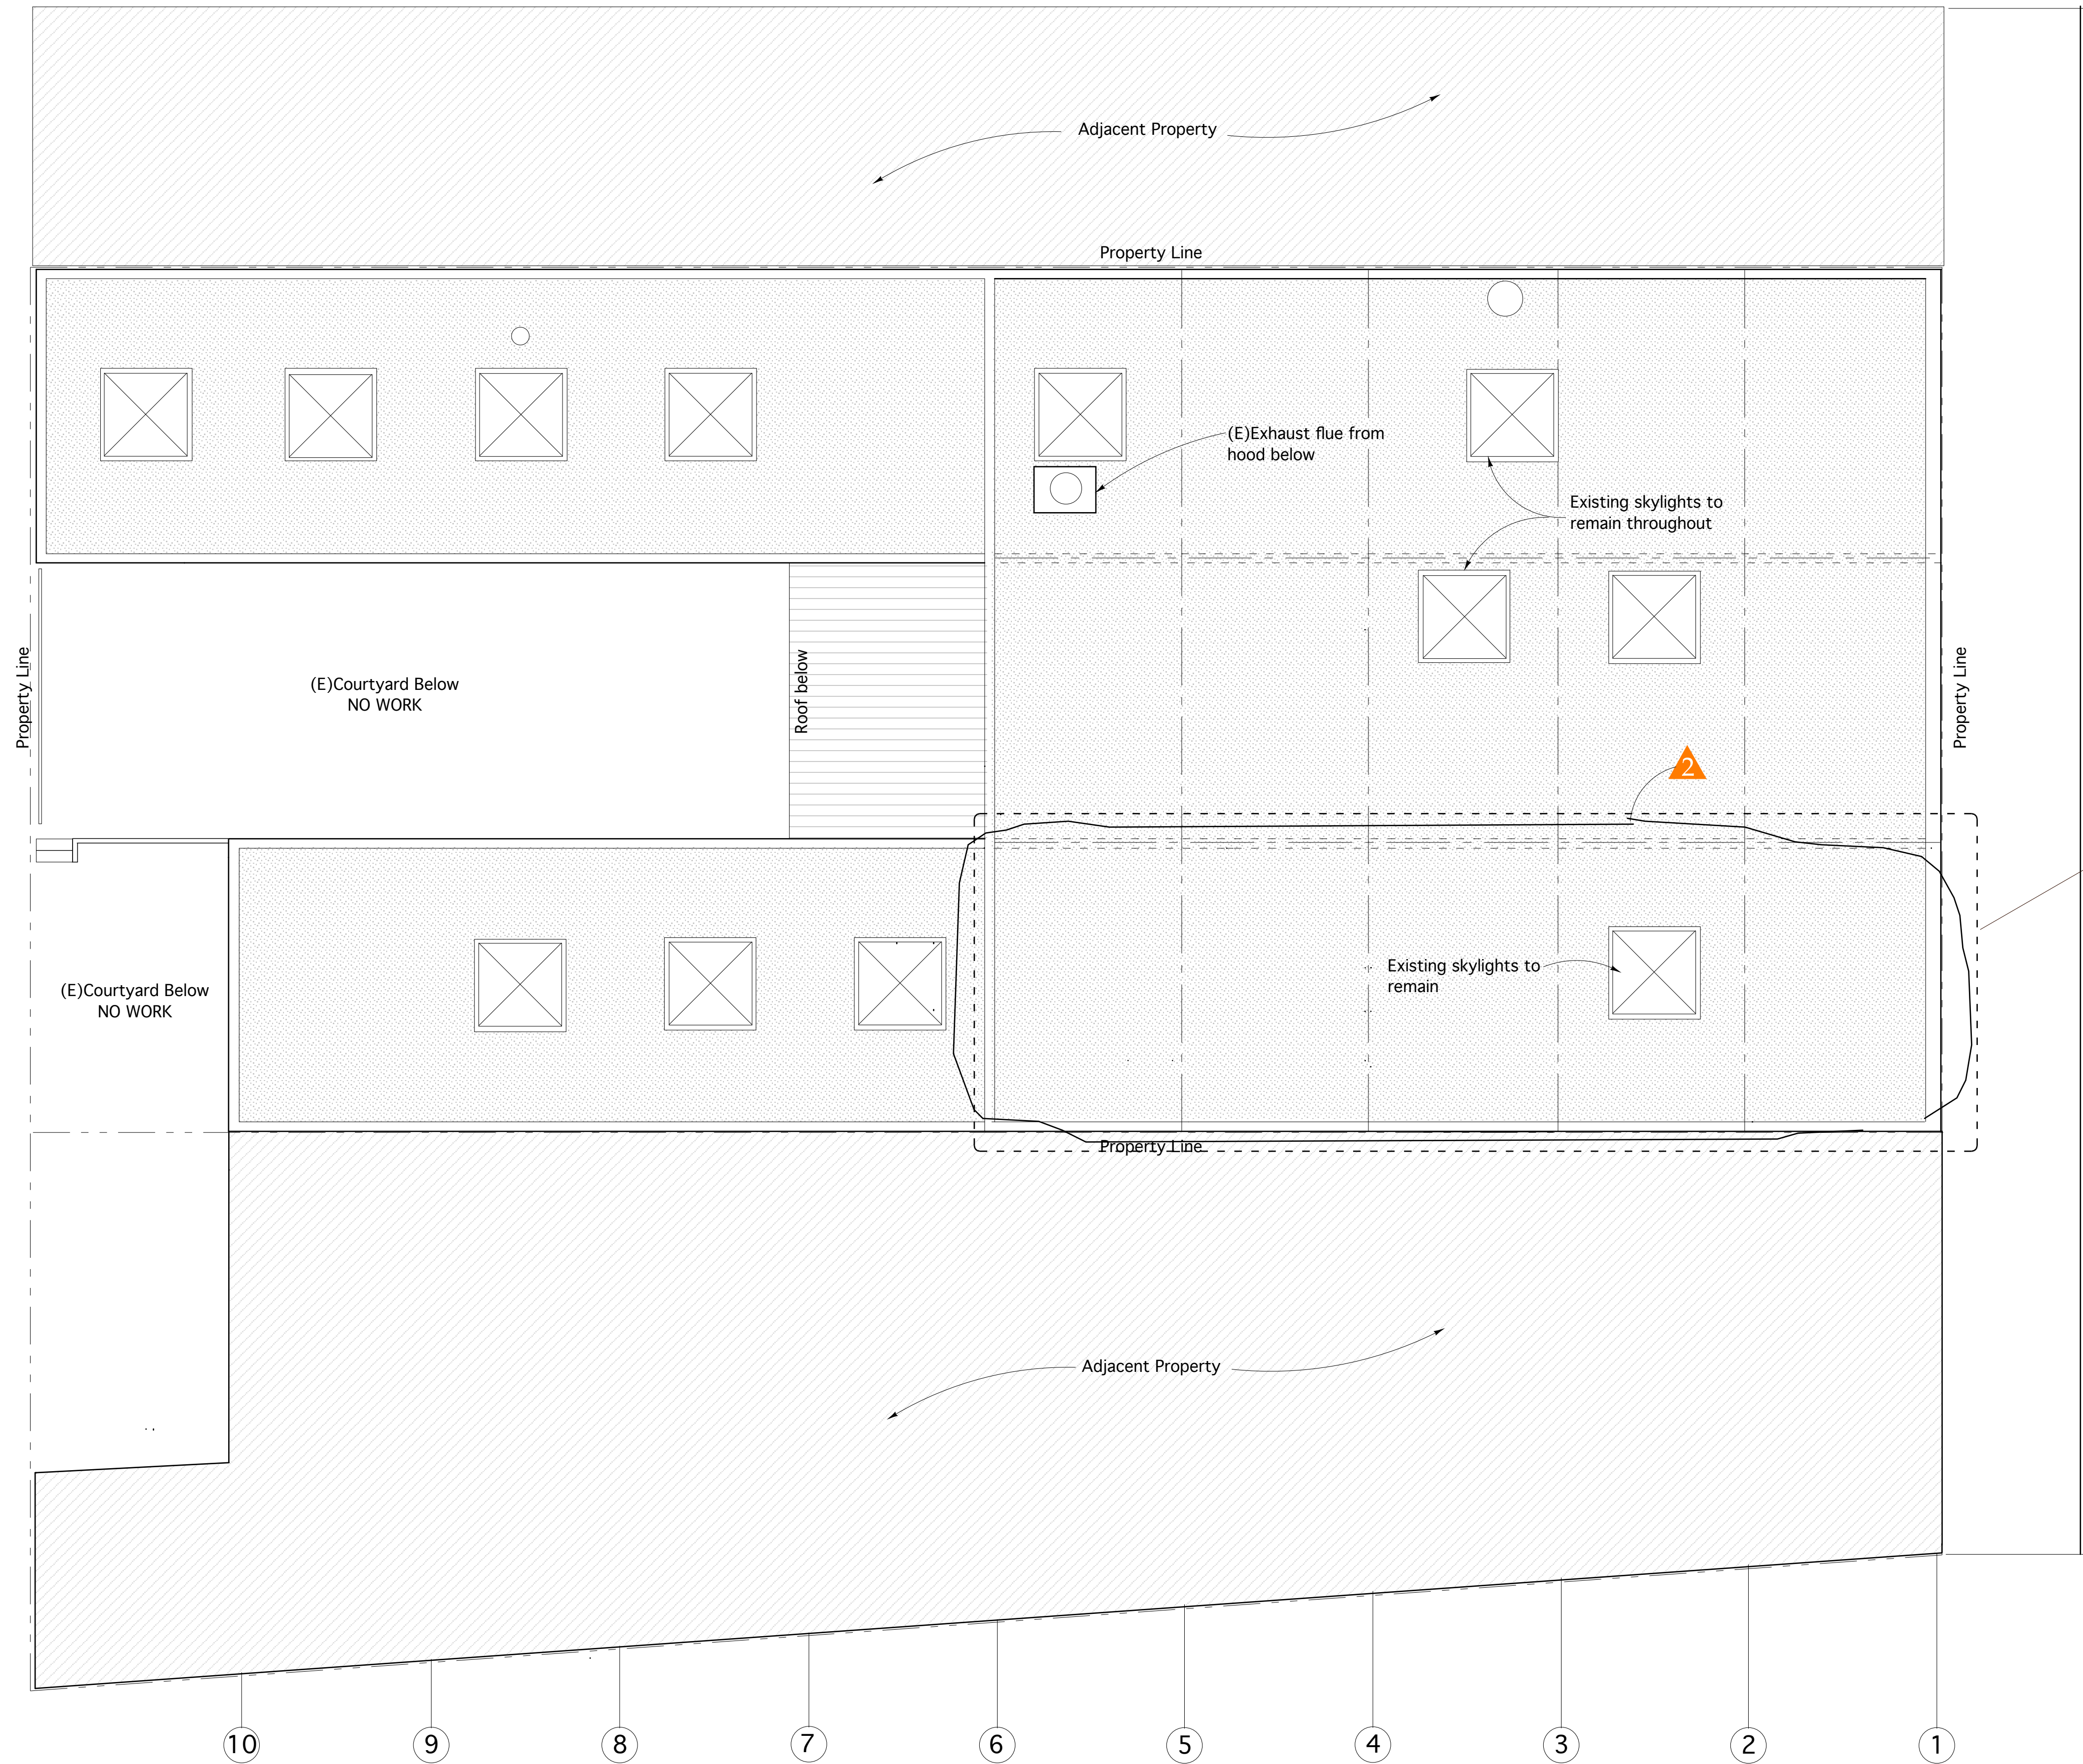 Adjacent Property
Property Line
(E)Exhaust flue from
hood below
Existing skylights to
remain throughout
Property Line
(E)Courtyard Below
NO WORK
Roof below
Property Line
2
Existing skylights to
remain
(E)Courtyard Below
NO WORK
Property Line
Adjacent Property
10
9
8
7
6
5
4
3
2
1